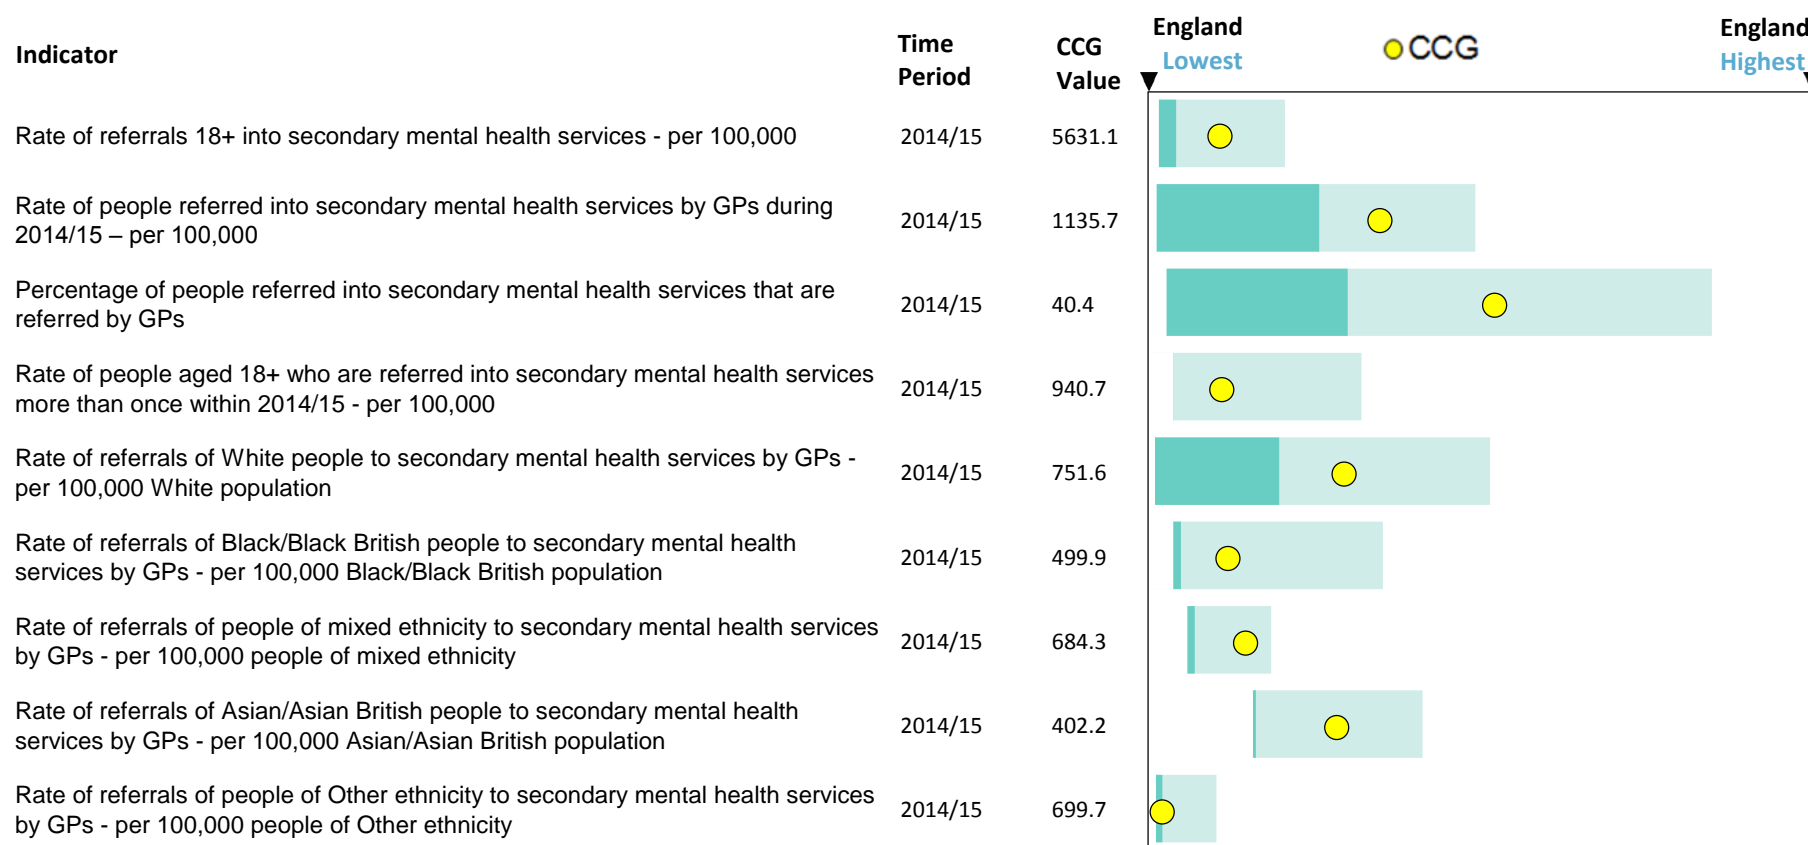 Indicator
Time Period
CCG Value
England Lowest
CCG
England Highest
Rate of referrals 18+ into secondary mental health services - per 100,000
2014/15
5631.1
Rate of people referred into secondary mental health services by GPs during
2014/15 – per 100,000
2014/15
1135.7
Percentage of people referred into secondary mental health services that are
referred by GPs
2014/15
40.4
Rate of people aged 18+ who are referred into secondary mental health services
more than once within 2014/15 - per 100,000
2014/15
940.7
Rate of referrals of White people to secondary mental health services by GPs -
per 100,000 White population
2014/15
751.6
Rate of referrals of Black/Black British people to secondary mental health
services by GPs - per 100,000 Black/Black British population
2014/15
499.9
Rate of referrals of people of mixed ethnicity to secondary mental health services
by GPs - per 100,000 people of mixed ethnicity
2014/15
684.3
Rate of referrals of Asian/Asian British people to secondary mental health
services by GPs - per 100,000 Asian/Asian British population
2014/15
402.2
Rate of referrals of people of Other ethnicity to secondary mental health services
by GPs - per 100,000 people of Other ethnicity
2014/15
699.7